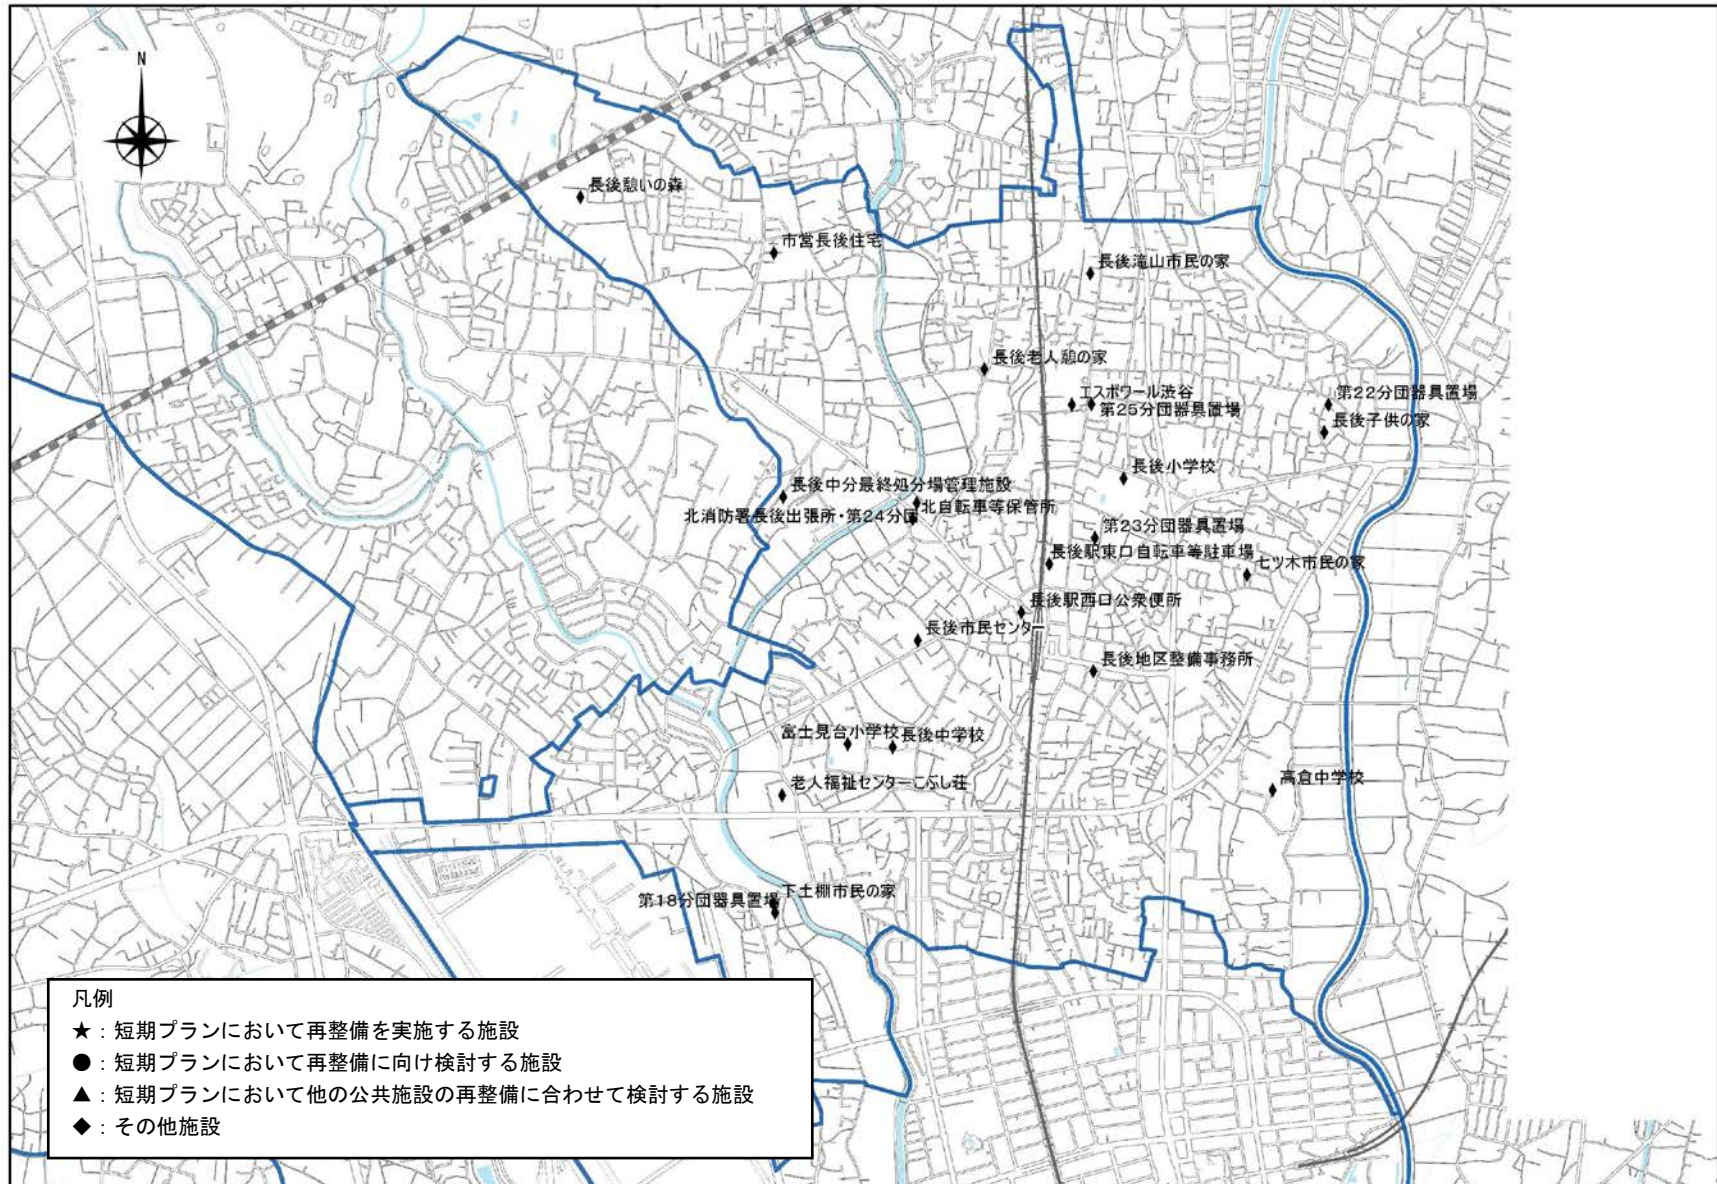 N
長後憩いの森
市営長後住宅
長後滝山市民の家
長後老人憩の家
エスポワール渋谷
第25分団器具置場
第22分団器具置場
長後子供の家
長後小学校
長後中分最終処分場管理施設
北自転車等保管所
北消防署長後出張所・第24分団
第23分団器具置場
長後駅東口自転車等駐車場
七ツ木市民の家
長後駅西口公衆便所
長後市民センター
長後地区整備事務所
富士見台小学校
長後中学校
高倉中学校
老人福祉センターこぶし荘
下土棚市民の家
第18分団器具置場
凡例
★：短期プランにおいて再整備を実施する施設
●：短期プランにおいて再整備に向け検討する施設
▲：短期プランにおいて他の公共施設の再整備に合わせて検討する施設
◆：その他施設